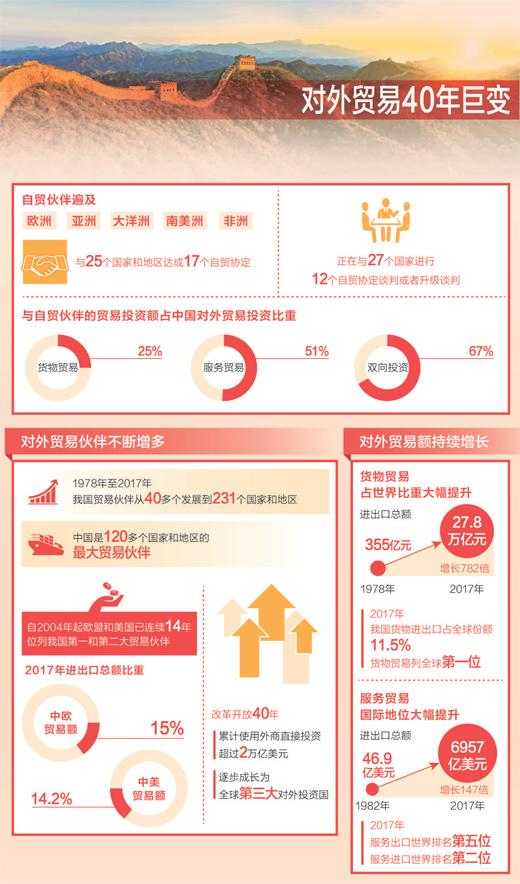 对外贸易40年巨变
自贸伙伴遍及
欧洲 亚洲 大洋洲 南美洲 非洲
与25个国家和地区达成17个自贸协定
正在与27个国家进行
12个自贸协定谈判或者升级谈判
与自贸伙伴的贸易投资额占中国对外贸易投资比重
货物贸易 25%
服务贸易 51%
双向投资 67%
对外贸易伙伴不断增多
1978年至2017年
我国贸易伙伴从40多个发展到231个国家和地区
中国是120多个国家和地区的
最大贸易伙伴
自2004年起欧盟和美国已连续14年
位列我国第一和第二大贸易伙伴
2017年进出口总额比重
中欧
贸易额
15%
中美
贸易额
14.2%
改革开放40年
累计使用外商直接投资
超过2万亿美元
逐步成长为
全球第三大对外投资国
对外贸易额持续增长
货物贸易
占世界比重大幅提升
进出口总额
355亿元
27.8
万亿元
增长782倍
1978年 2017年
2017年
我国货物进出口占全球份额
11.5%
货物贸易列全球第一位
服务贸易
国际地位大幅提升
进出口总额
46.9
亿美元
6957
亿美元
增长147倍
1982年 2017年
2017年
服务出口世界排名第五位
服务进口世界排名第二位